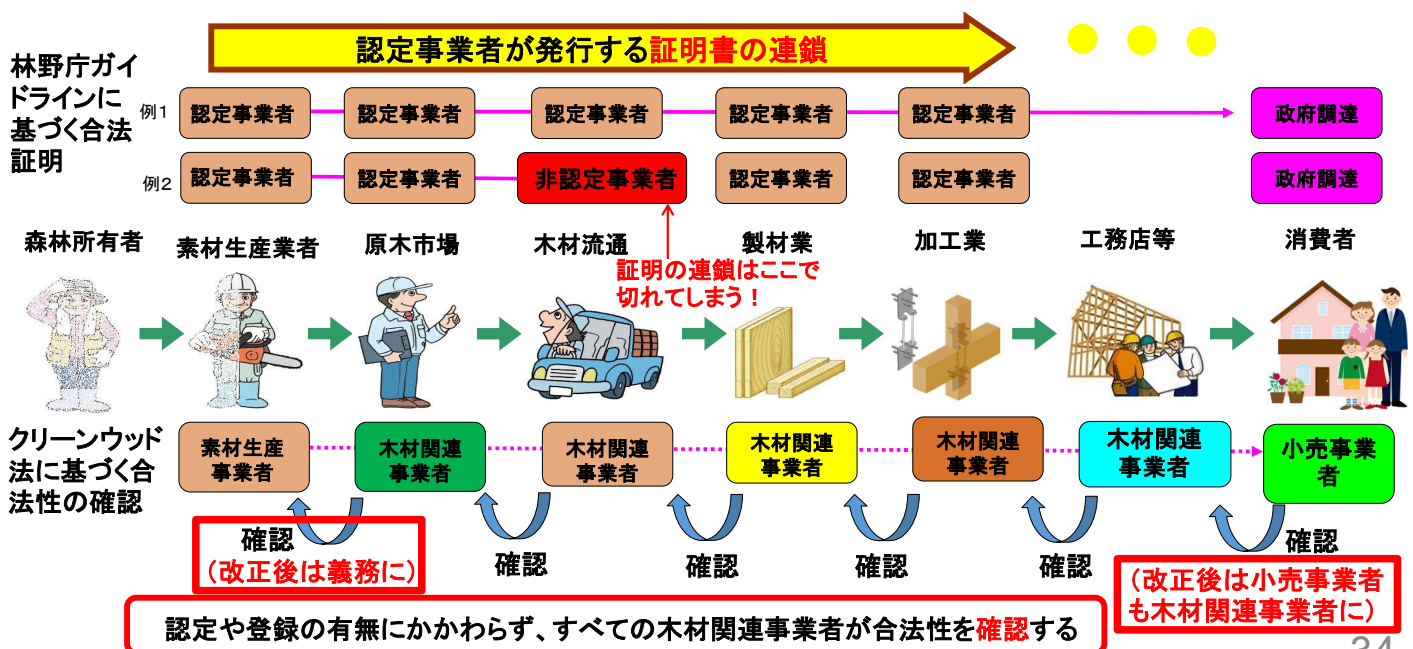 認定事業者が発行する証明書の連鎖
林野庁ガイ
ドラインに
基づく合法
証明
例1
認定事業者
認定事業者
認定事業者
認定事業者
認定事業者
政府調達
例2
認定事業者
認定事業者
非認定事業者
認定事業者
認定事業者
政府調達
森林所有者
素材生産業者
原木市場
木材流通
製材業
加工業
工務店等
消費者
証明の連鎖はここで
切れてしまう！
クリーンウッド
法に基づく合
法性の確認
素材生産
事業者
木材関連
事業者
木材関連
事業者
木材関連
事業者
木材関連
事業者
木材関連
事業者
小売事業
者
確認
（改正後は義務に）
確認
確認
確認
確認
確認
（改正後は小売事業者
も木材関連事業者に）
認定や登録の有無にかかわらず、すべての木材関連事業者が合法性を確認する
34